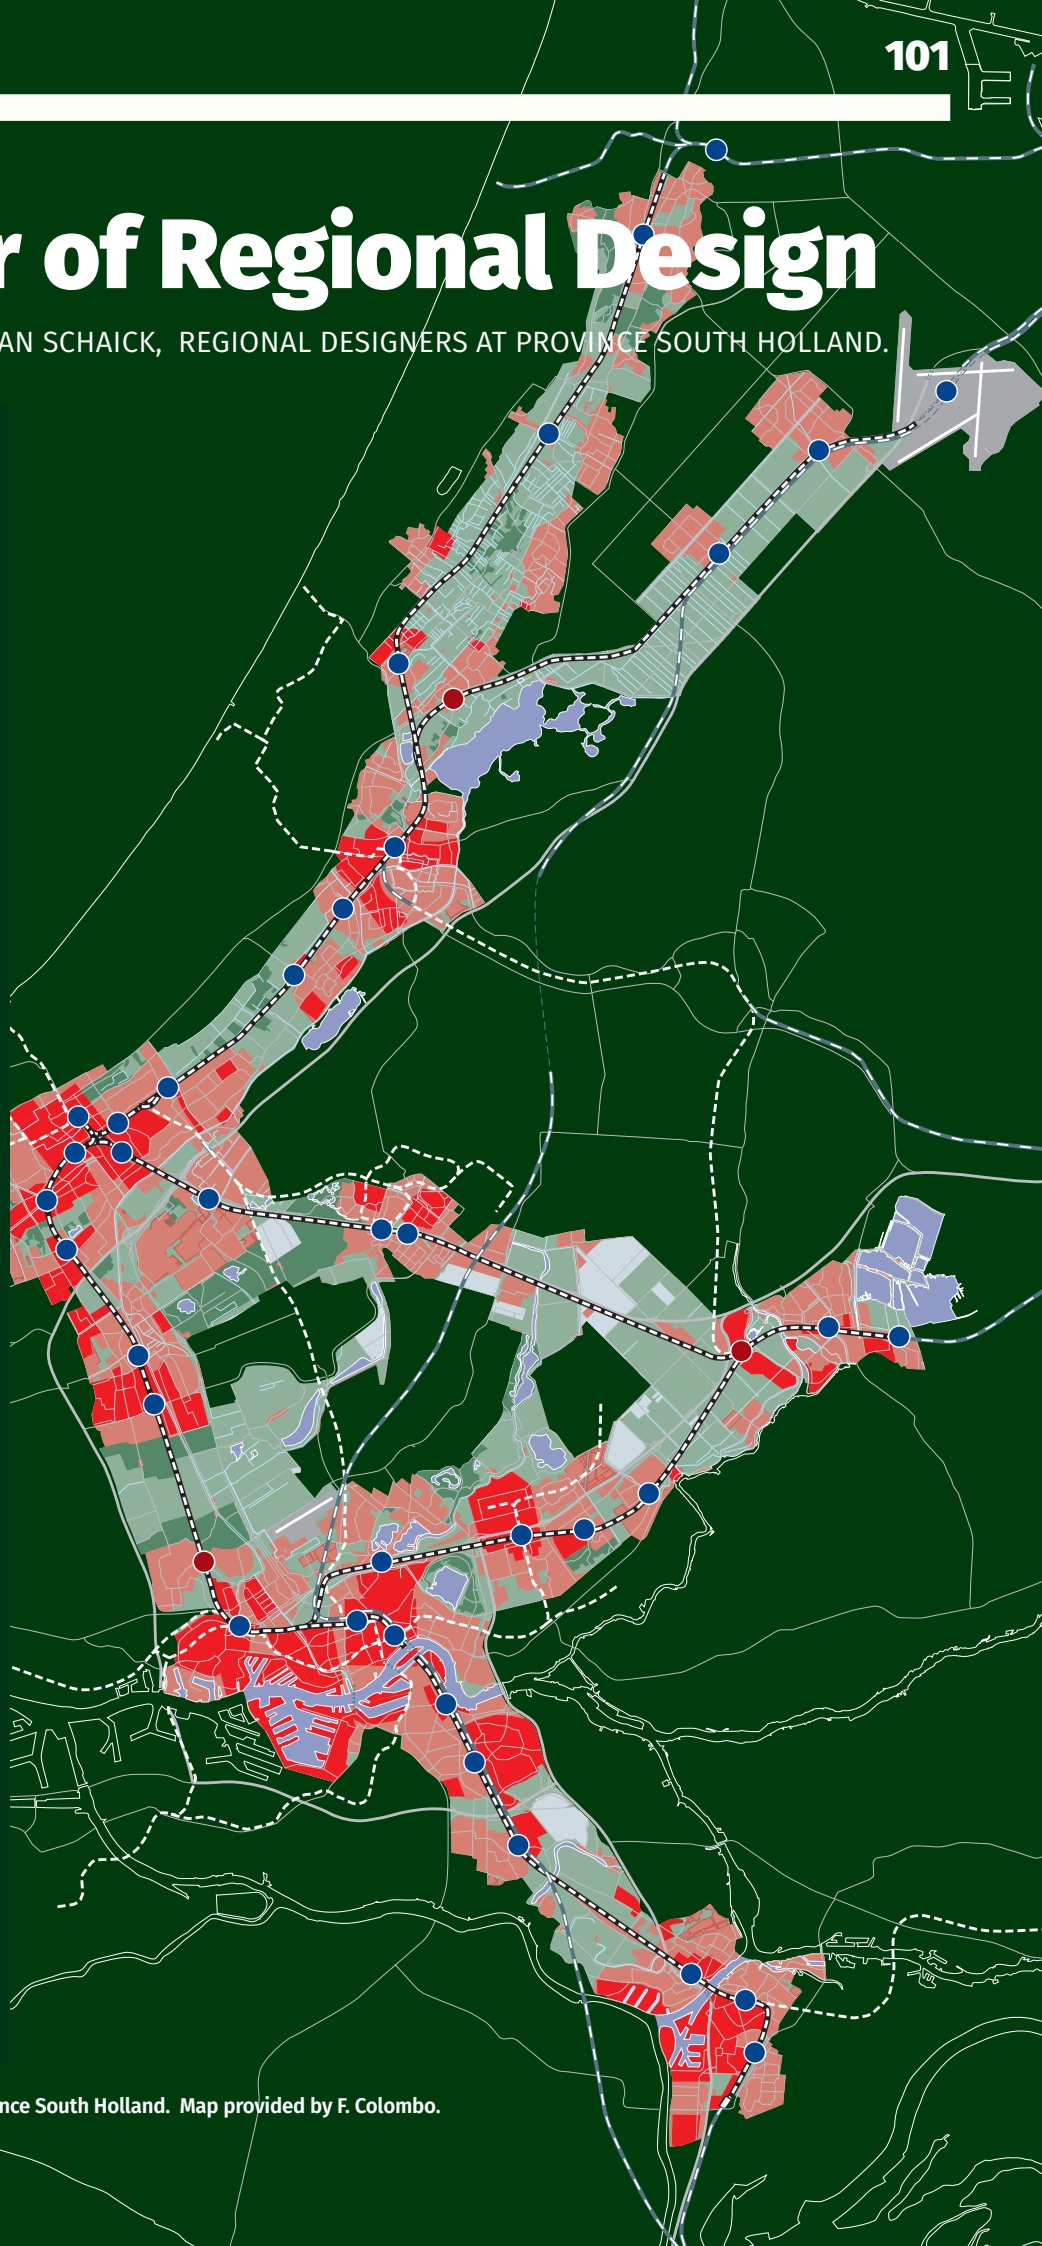 101
r of Regional Design
AN SCHAICK, REGIONAL DESIGNERS AT PROVINCE SOUTH HOLLAND.
nce South Holland. Map provided by F. Colombo.